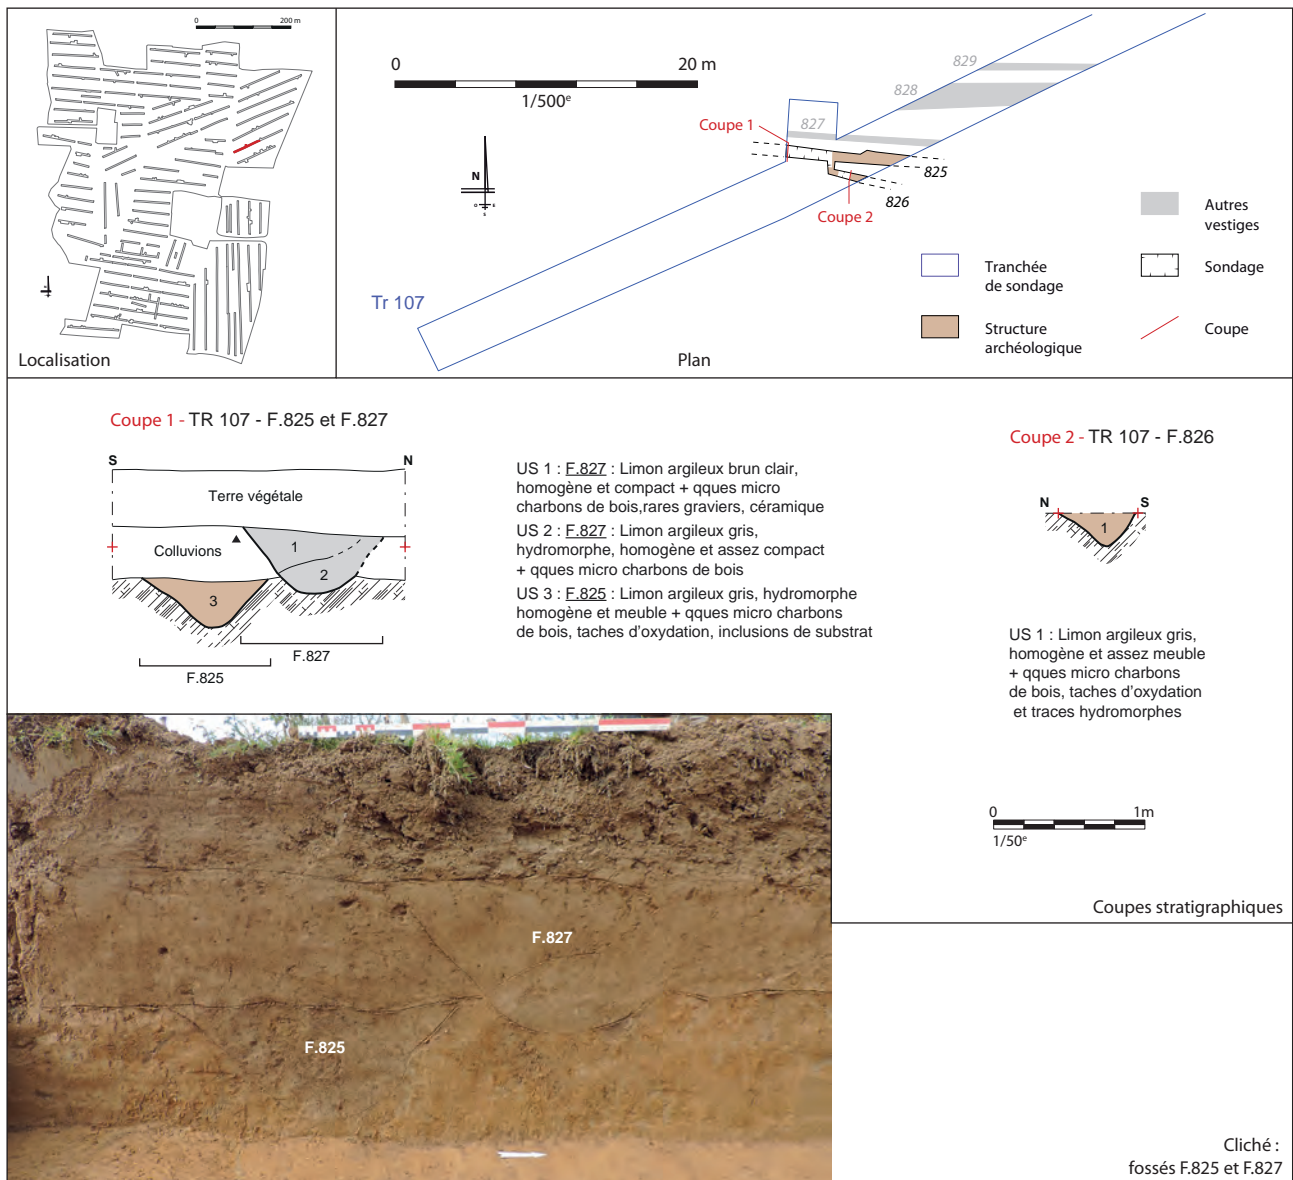 0 200 m
Localisation
0 20 m
1/500e
N
O E
S
Coupe 1
829
828
827
825
826
Coupe 2
Tr 107
Autres
vestiges
Tranchée
de sondage
Sondage
Structure
archéologique
Coupe
Plan
Coupe 1 - TR 107 - F.825 et F.827
S N
Terre végétale
Colluvions
1
2
3
F.827
F.825
US 1 : F.827 : Limon argileux brun clair,
homogène et compact + qques micro
charbons de bois,rares graviers, céramique
US 2 : F.827 : Limon argileux gris,
hydromorphe, homogène et assez compact
+ qques micro charbons de bois
US 3 : F.825 : Limon argileux gris, hydromorphe
homogène et meuble + qques micro charbons
de bois, taches d'oxydation, inclusions de substrat
Coupe 2 - TR 107 - F.826
N S
1
US 1 : Limon argileux gris,
homogène et assez meuble
+ qques micro charbons
de bois, taches d'oxydation
et traces hydromorphes
0 1m
1/50e
Coupes stratigraphiques
F.827
F.825
Cliché :
fossés F.825 et F.827